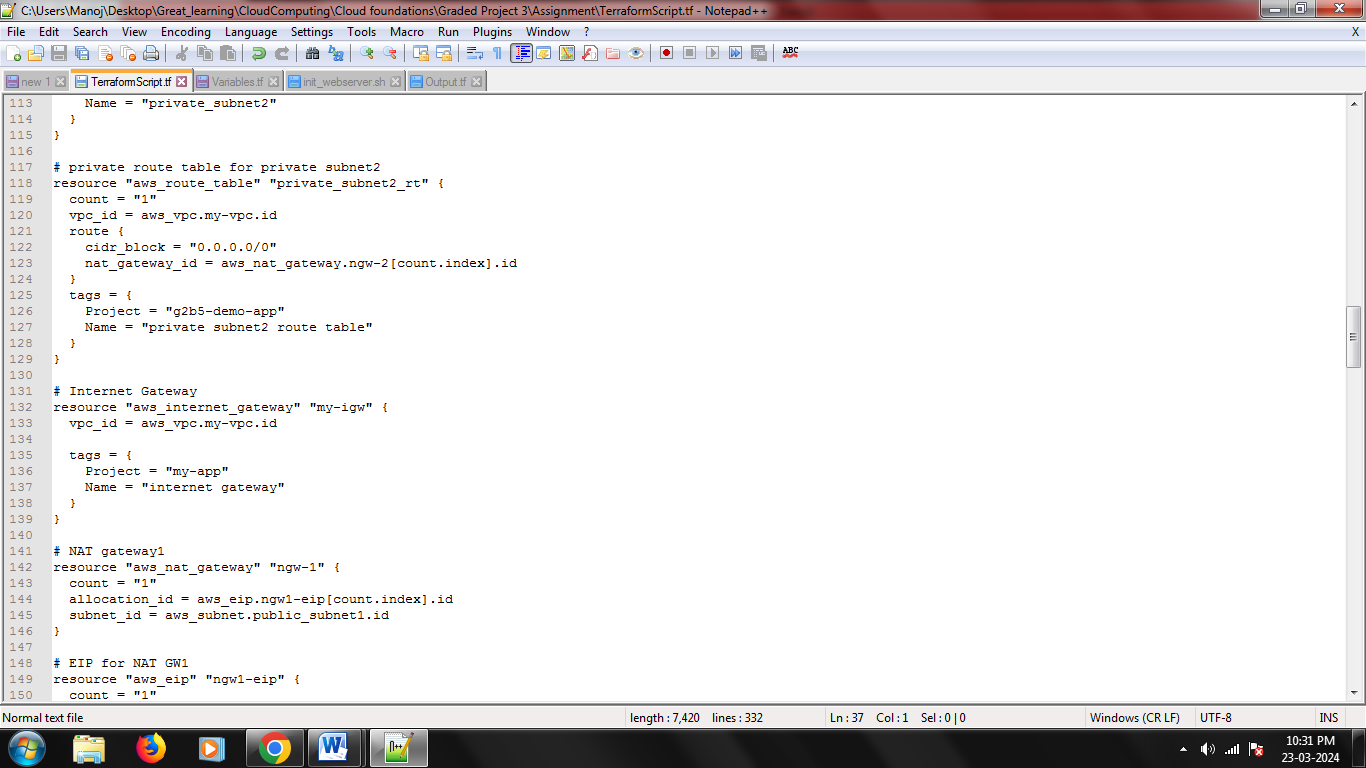 C:\Users\Manoj\Desktop\Great_learning\CloudComputing\Cloud foundations\Graded Project 3\Assignment\TerraformScript.tf - Notepad++
File Edit Search View Encoding Language Settings Tools Macro Run Plugins Window ? X
new 1 TerraformScript.tf Variables.tf init_webserver.sh Output.tf
113     Name = "private_subnet2"
114   }
115 }
116
117 # private route table for private subnet2
118 resource "aws_route_table" "private_subnet2_rt" {
119   count = "1"
120   vpc_id = aws_vpc.my-vpc.id
121   route {
122     cidr_block = "0.0.0.0/0"
123     nat_gateway_id = aws_nat_gateway.ngw-2[count.index].id
124   }
125   tags = {
126     Project = "g2b5-demo-app"
127     Name = "private subnet2 route table"
128   }
129 }
130
131 # Internet Gateway
132 resource "aws_internet_gateway" "my-igw" {
133   vpc_id = aws_vpc.my-vpc.id
134
135   tags = {
136     Project = "my-app"
137     Name = "internet gateway"
138   }
139 }
140
141 # NAT gateway1
142 resource "aws_nat_gateway" "ngw-1" {
143   count = "1"
144   allocation_id = aws_eip.ngw1-eip[count.index].id
145   subnet_id = aws_subnet.public_subnet1.id
146 }
147
148 # EIP for NAT GW1
149 resource "aws_eip" "ngw1-eip" {
150   count = "1"
Normal text file length : 7,420 lines : 332 Ln : 37 Col : 1 Sel : 0 | 0 Windows (CR LF) UTF-8 INS
10:31 PM
23-03-2024